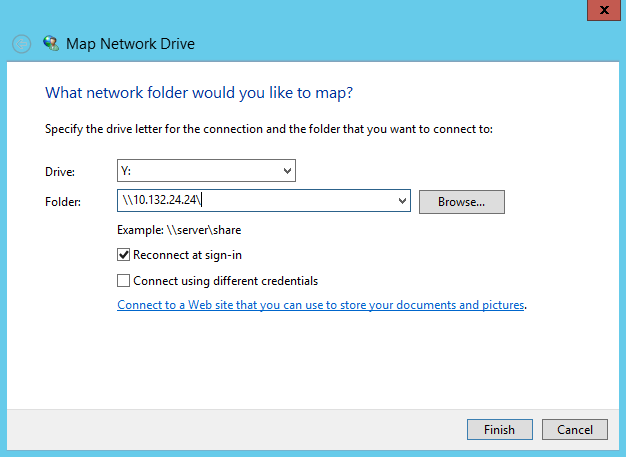 x
Map Network Drive
What network folder would you like to map?
Specify the drive letter for the connection and the folder that you want to connect to:
Drive: Y:
Folder: \\10.132.24.24\ Browse...
Example: \\server\share
Reconnect at sign-in
Connect using different credentials
Connect to a Web site that you can use to store your documents and pictures.
Finish Cancel